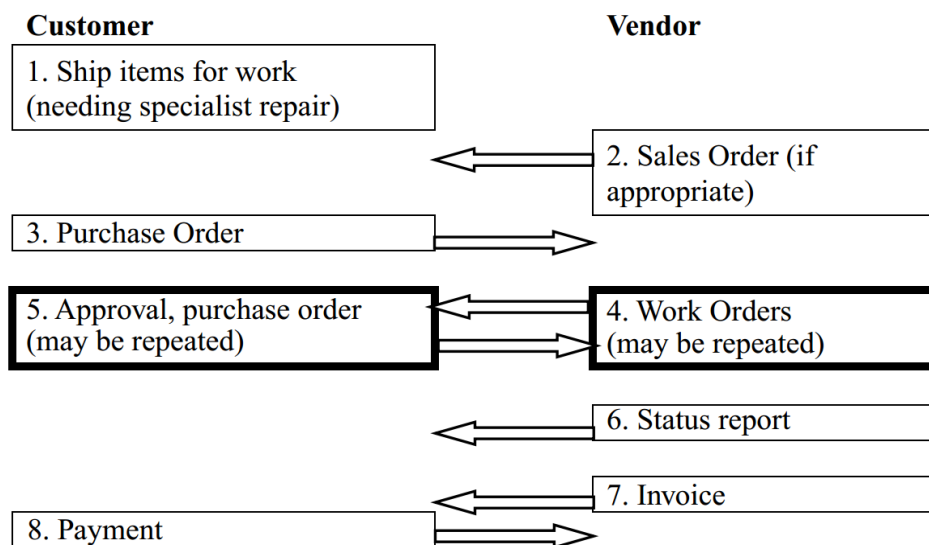 Customer
Vendor
1. Ship items for work
(needing specialist repair)
2. Sales Order (if
appropriate)
3. Purchase Order
5. Approval, purchase order
(may be repeated)
4. Work Orders
(may be repeated)
6. Status report
7. Invoice
8. Payment